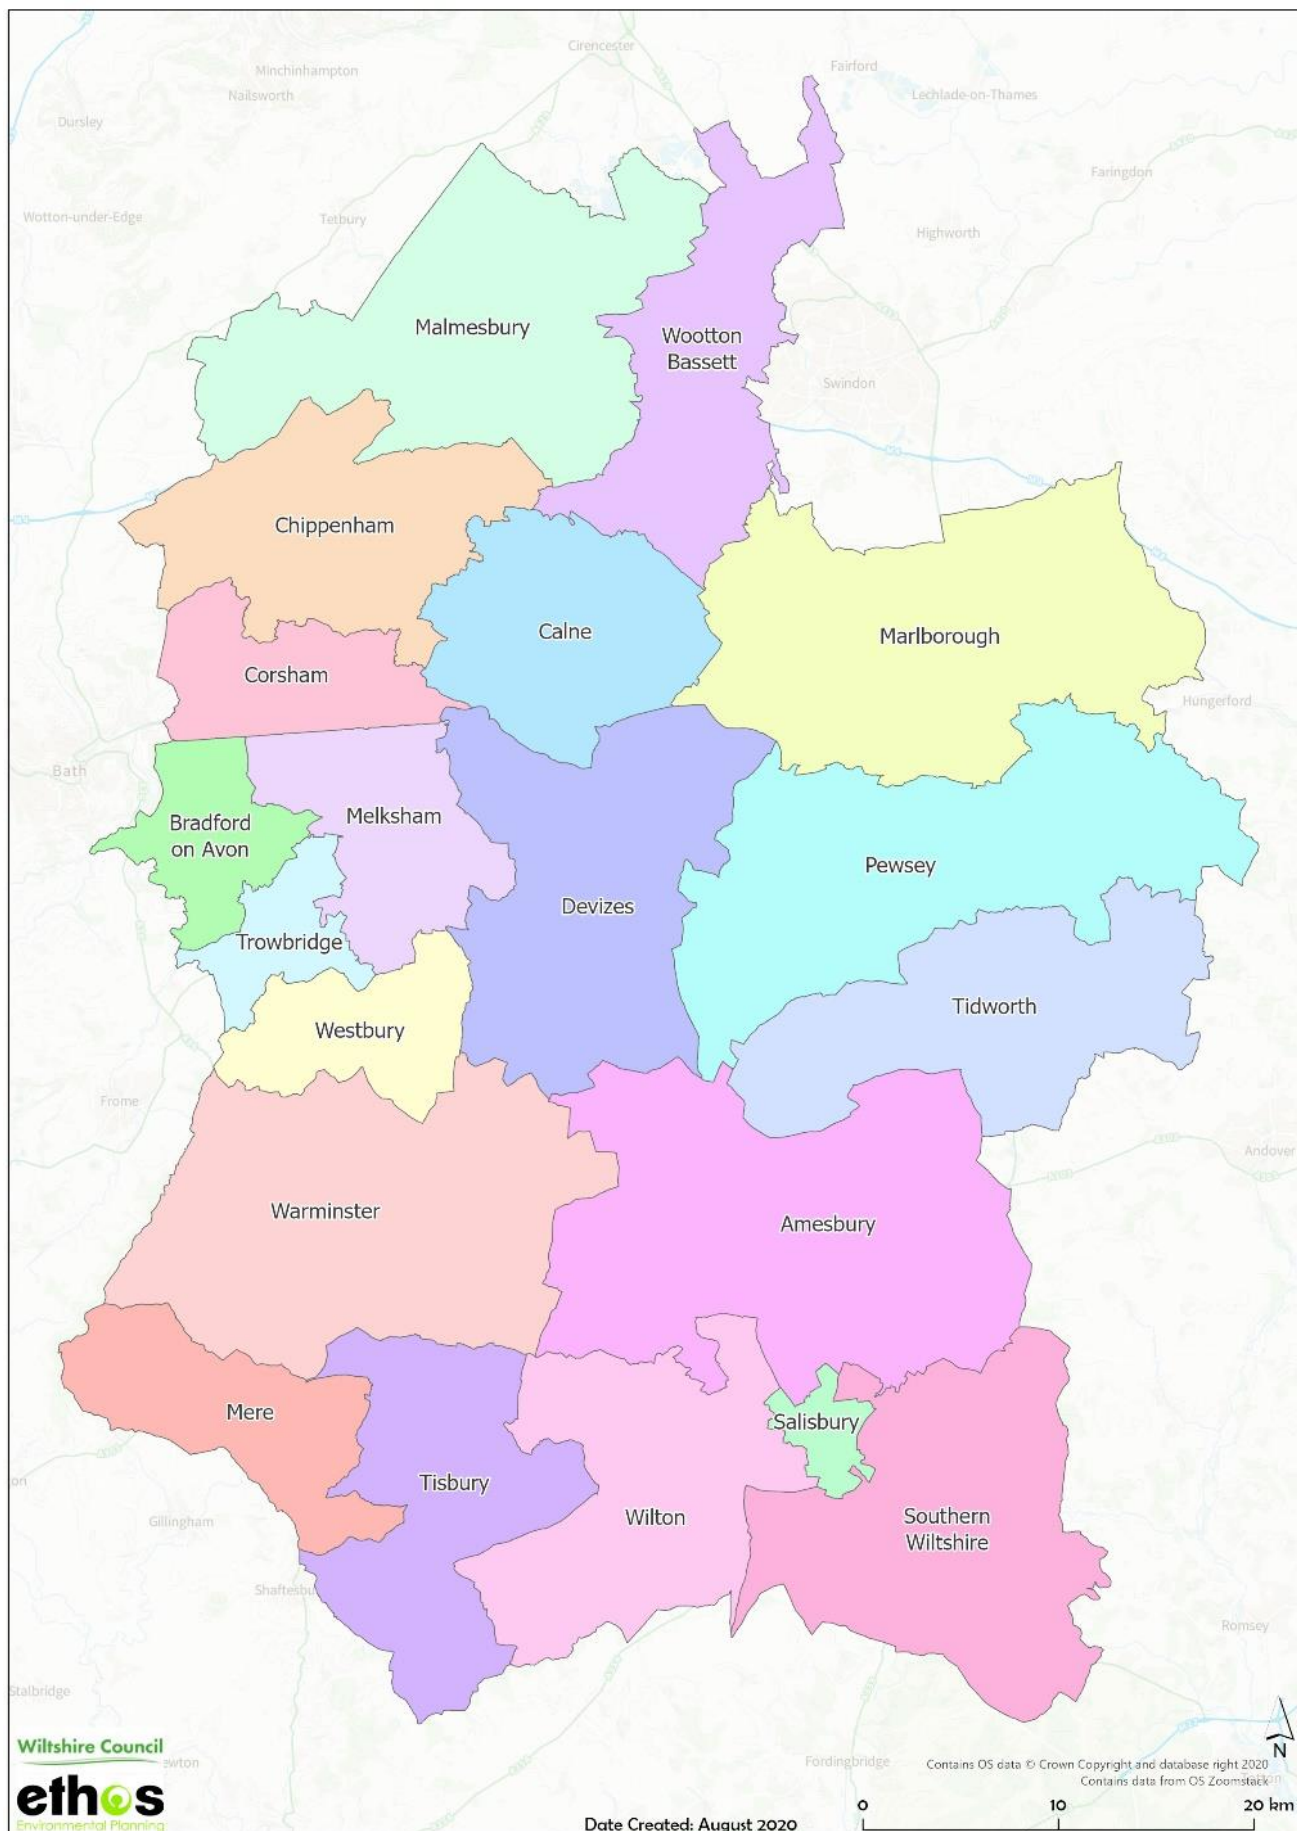 Cirencester
Minchinhampton
Fairford
Nailsworth
Lechlade-on-Thames
Dursley
Faringdon
Wotton-under-Edge
Tetbury
Highworth
Malmesbury
Wootton
Bassett
Swindon
M4
Chippenham
Calne
Marlborough
Corsham
Hungerford
Bath
Bradford
on Avon
Melksham
Pewsey
Devizes
Trowbridge
Tidworth
Westbury
Frome
Andover
Warminster
Amesbury
Mere
Salisbury
Tisbury
Wilton
Southern
Wiltshire
Gillingham
Shaftesbu
Romsey
Stalbridge
Wiltshire Council
ethos
Environmental Planning
Fordingbridge
N
Contains OS data © Crown Copyright and database right 2020
Contains data from OS Zoomstack
0 10 20 km
Date Created: August 2020